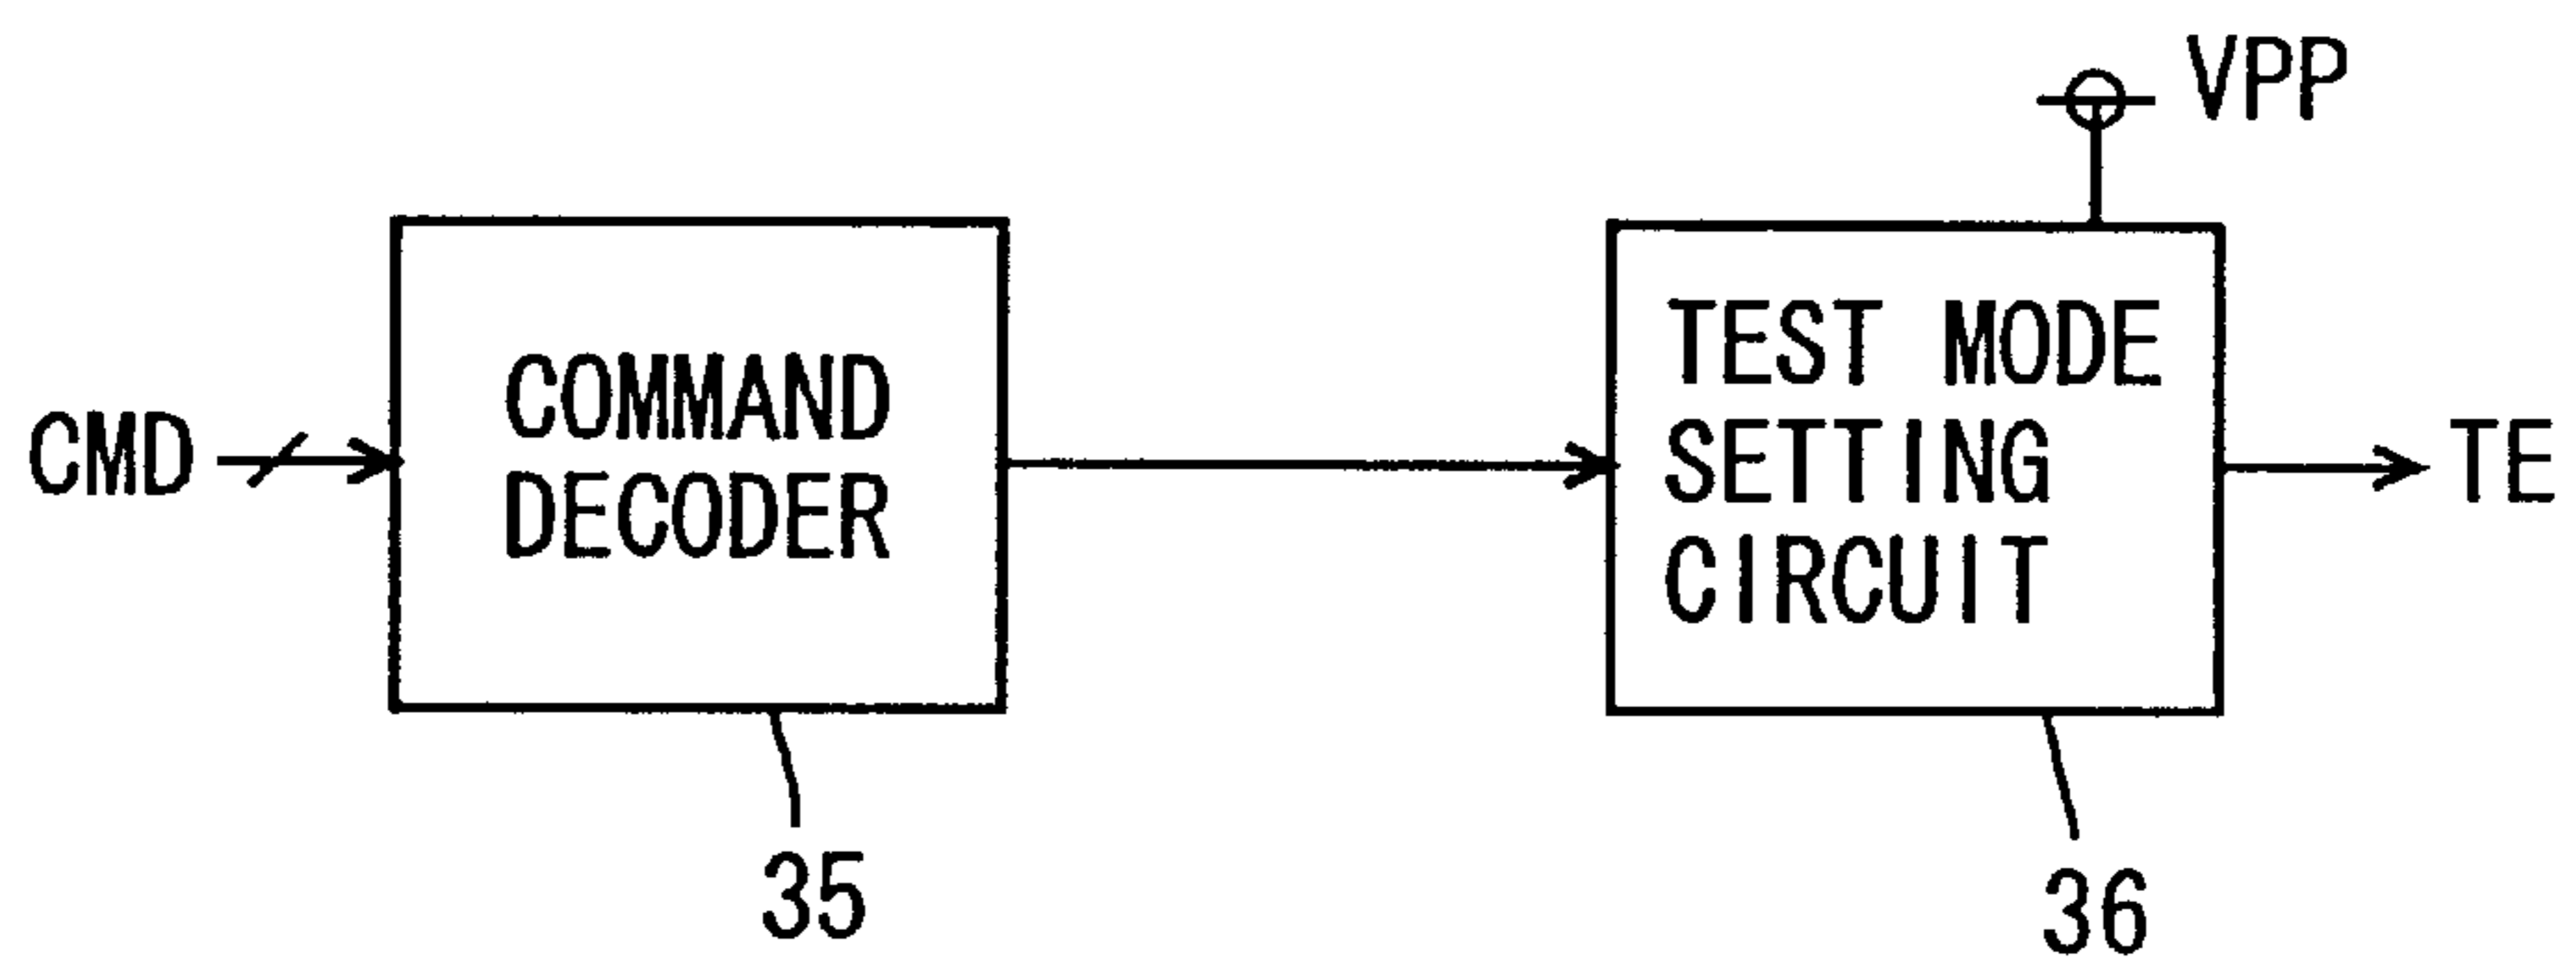 VPP
CMD
COMMAND
DECODER
TEST MODE
SETTING
CIRCUIT
TE
35
36